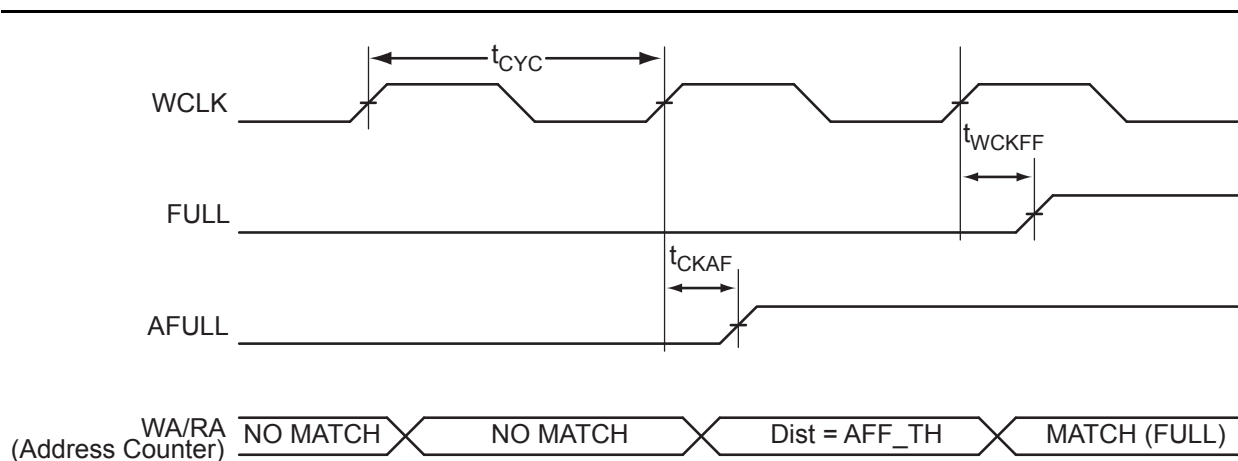 tCYC
WCLK
tWCKFF
FULL
tCKAF
AFULL
WA/RA
(Address Counter)
NO MATCH
NO MATCH
Dist = AFF_TH
MATCH (FULL)